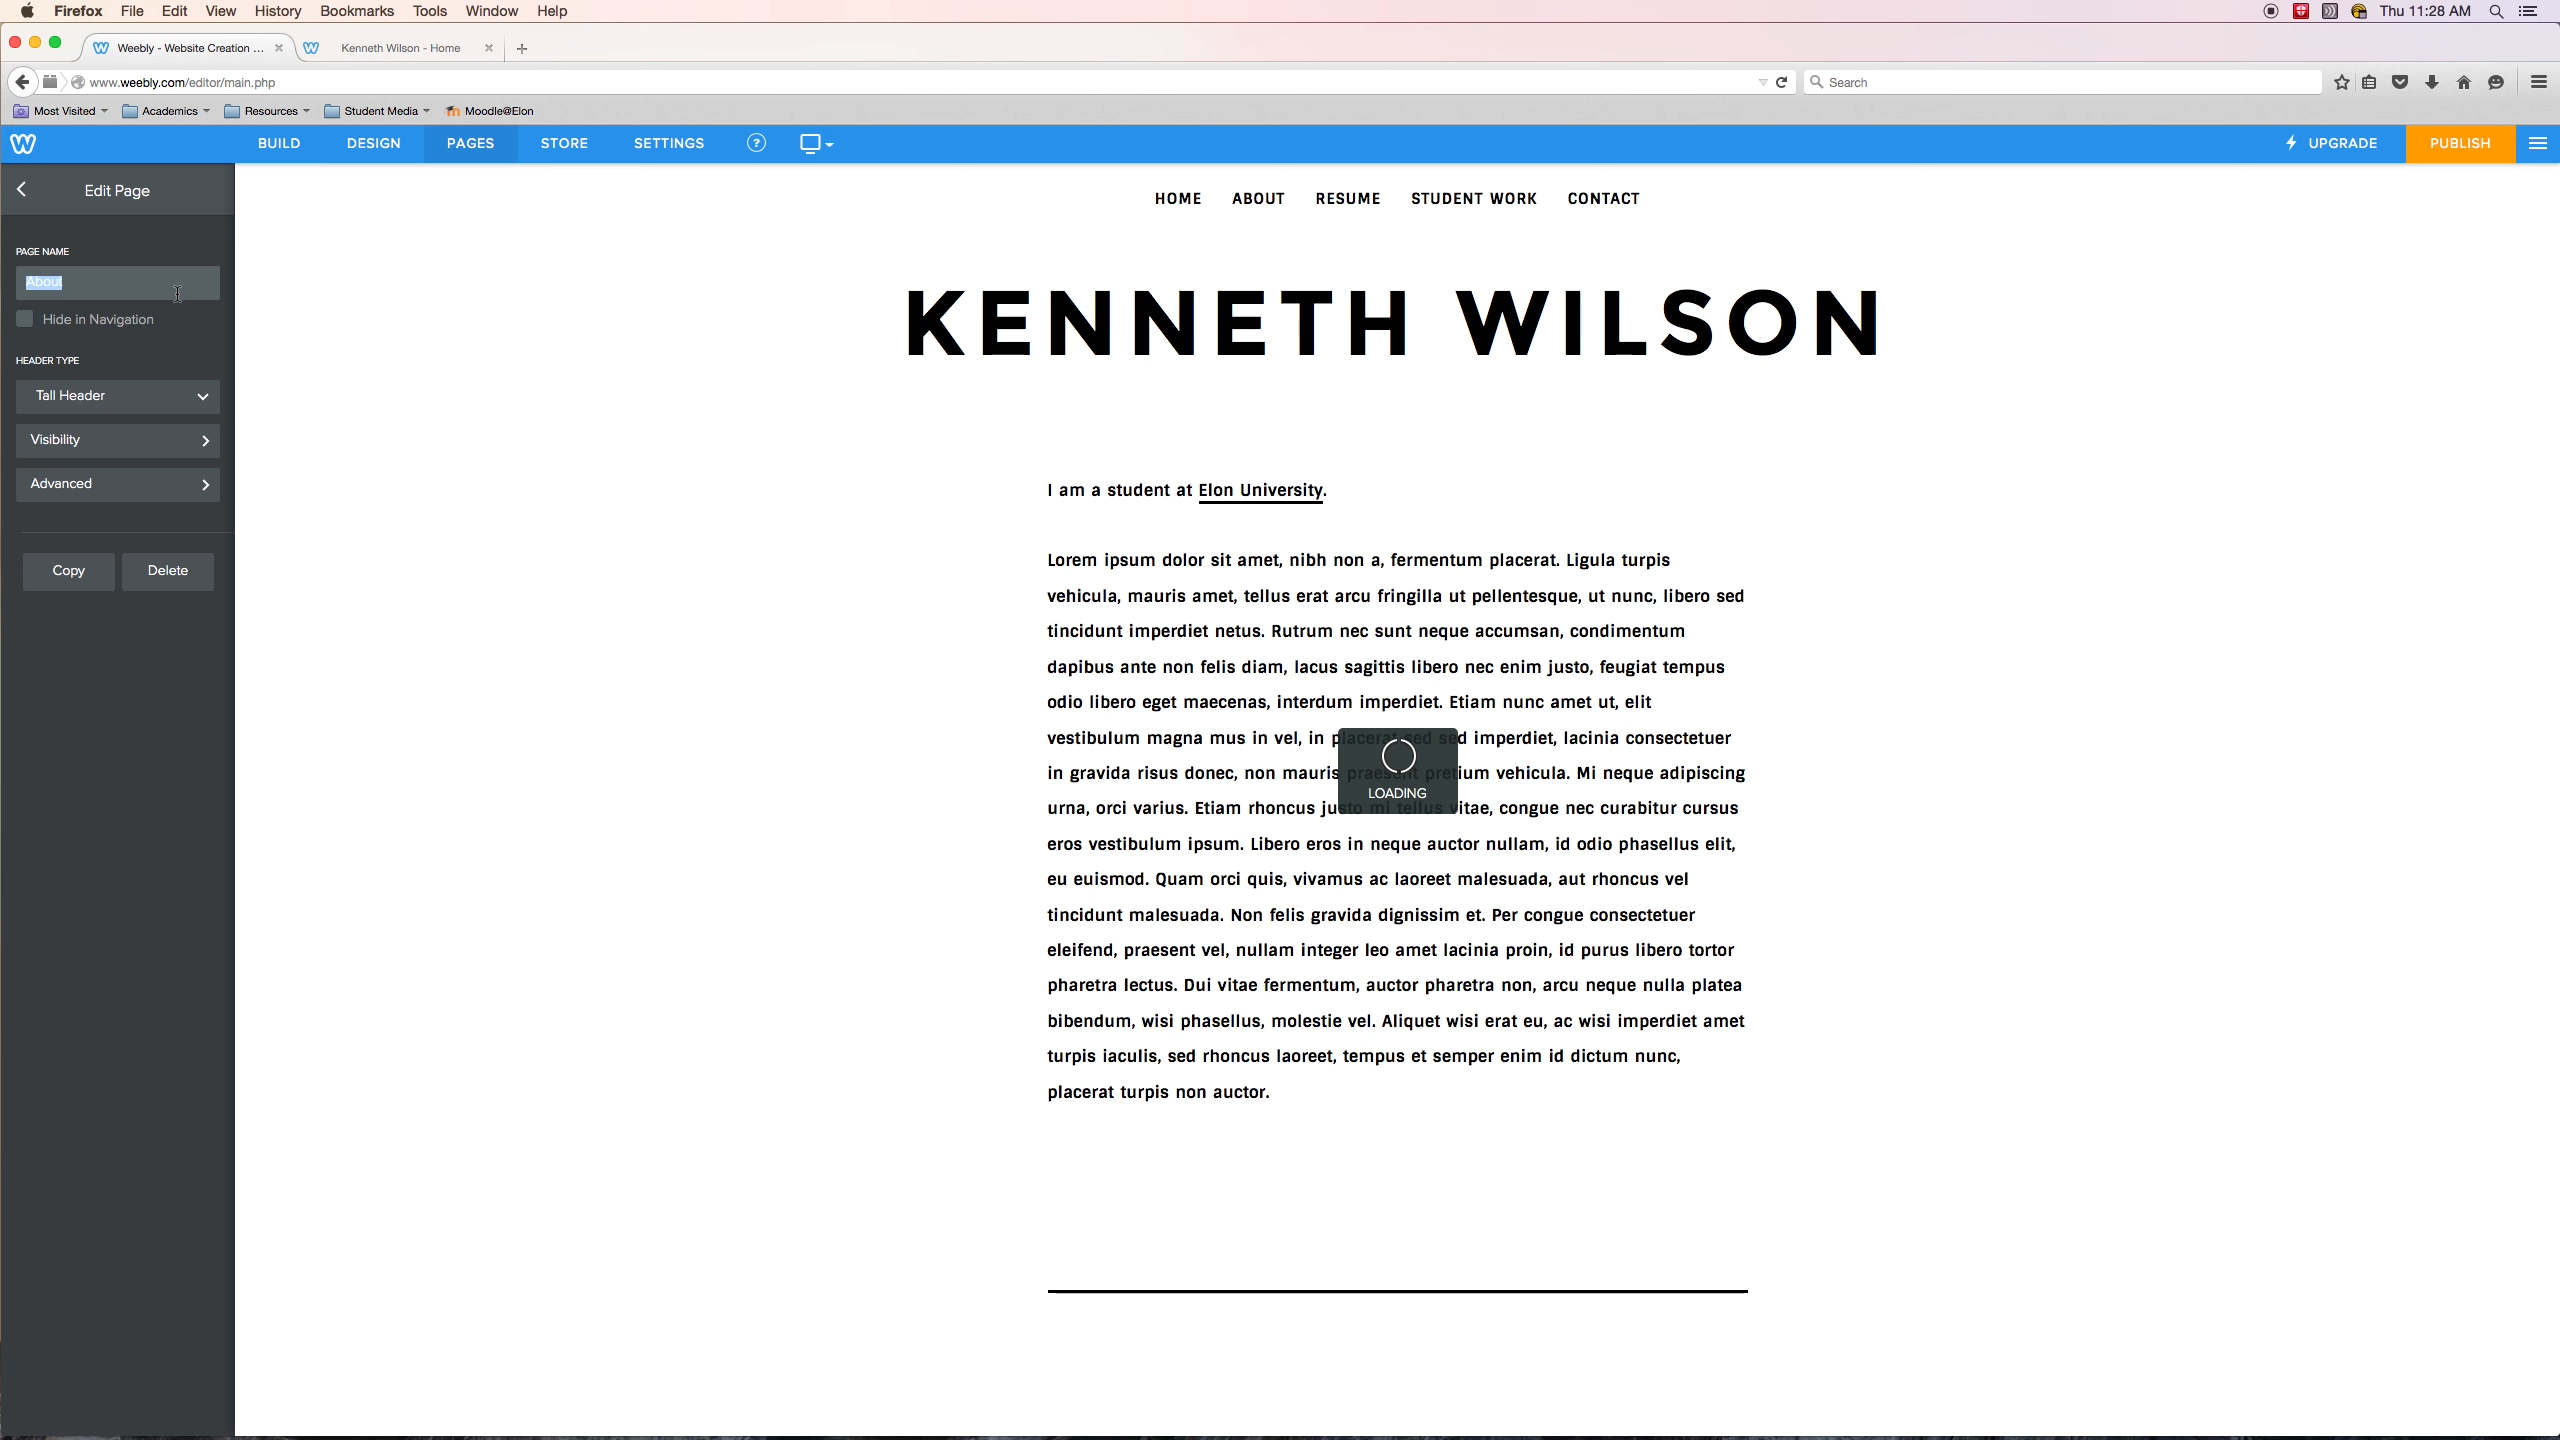 Firefox File Edit View History Bookmarks Tools Window Help Thu 11:28 AM
Weebly - Website Creation ... Kenneth Wilson - Home
www.weebly.com/editor/main.php Search
Most Visited Academics Resources Student Media Moodle@Elon
BUILD DESIGN PAGES STORE SETTINGS ? UPGRADE PUBLISH
Edit Page
PAGE NAME
About
Hide in Navigation
HEADER TYPE
Tall Header
Visibility
Advanced
Copy Delete
HOME ABOUT RESUME STUDENT WORK CONTACT
KENNETH WILSON
I am a student at Elon University.
Lorem ipsum dolor sit amet, nibh non a, fermentum placerat. Ligula turpis
vehicula, mauris amet, tellus erat arcu fringilla ut pellentesque, ut nunc, libero sed
tincidunt imperdiet netus. Rutrum nec sunt neque accumsan, condimentum
dapibus ante non felis diam, lacus sagittis libero nec enim justo, feugiat tempus
odio libero eget maecenas, interdum imperdiet. Etiam nunc amet ut, elit
vestibulum magna mus in vel, in placerat sed sed imperdiet, lacinia consectetuer
in gravida risus donec, non mauris praesent pretium vehicula. Mi neque adipiscing
LOADING
urna, orci varius. Etiam rhoncus justo mi tellus vitae, congue nec curabitur cursus
eros vestibulum ipsum. Libero eros in neque auctor nullam, id odio phasellus elit,
eu euismod. Quam orci quis, vivamus ac laoreet malesuada, aut rhoncus vel
tincidunt malesuada. Non felis gravida dignissim et. Per congue consectetuer
eleifend, praesent vel, nullam integer leo amet lacinia proin, id purus libero tortor
pharetra lectus. Dui vitae fermentum, auctor pharetra non, arcu neque nulla platea
bibendum, wisi phasellus, molestie vel. Aliquet wisi erat eu, ac wisi imperdiet amet
turpis iaculis, sed rhoncus laoreet, tempus et semper enim id dictum nunc,
placerat turpis non auctor.